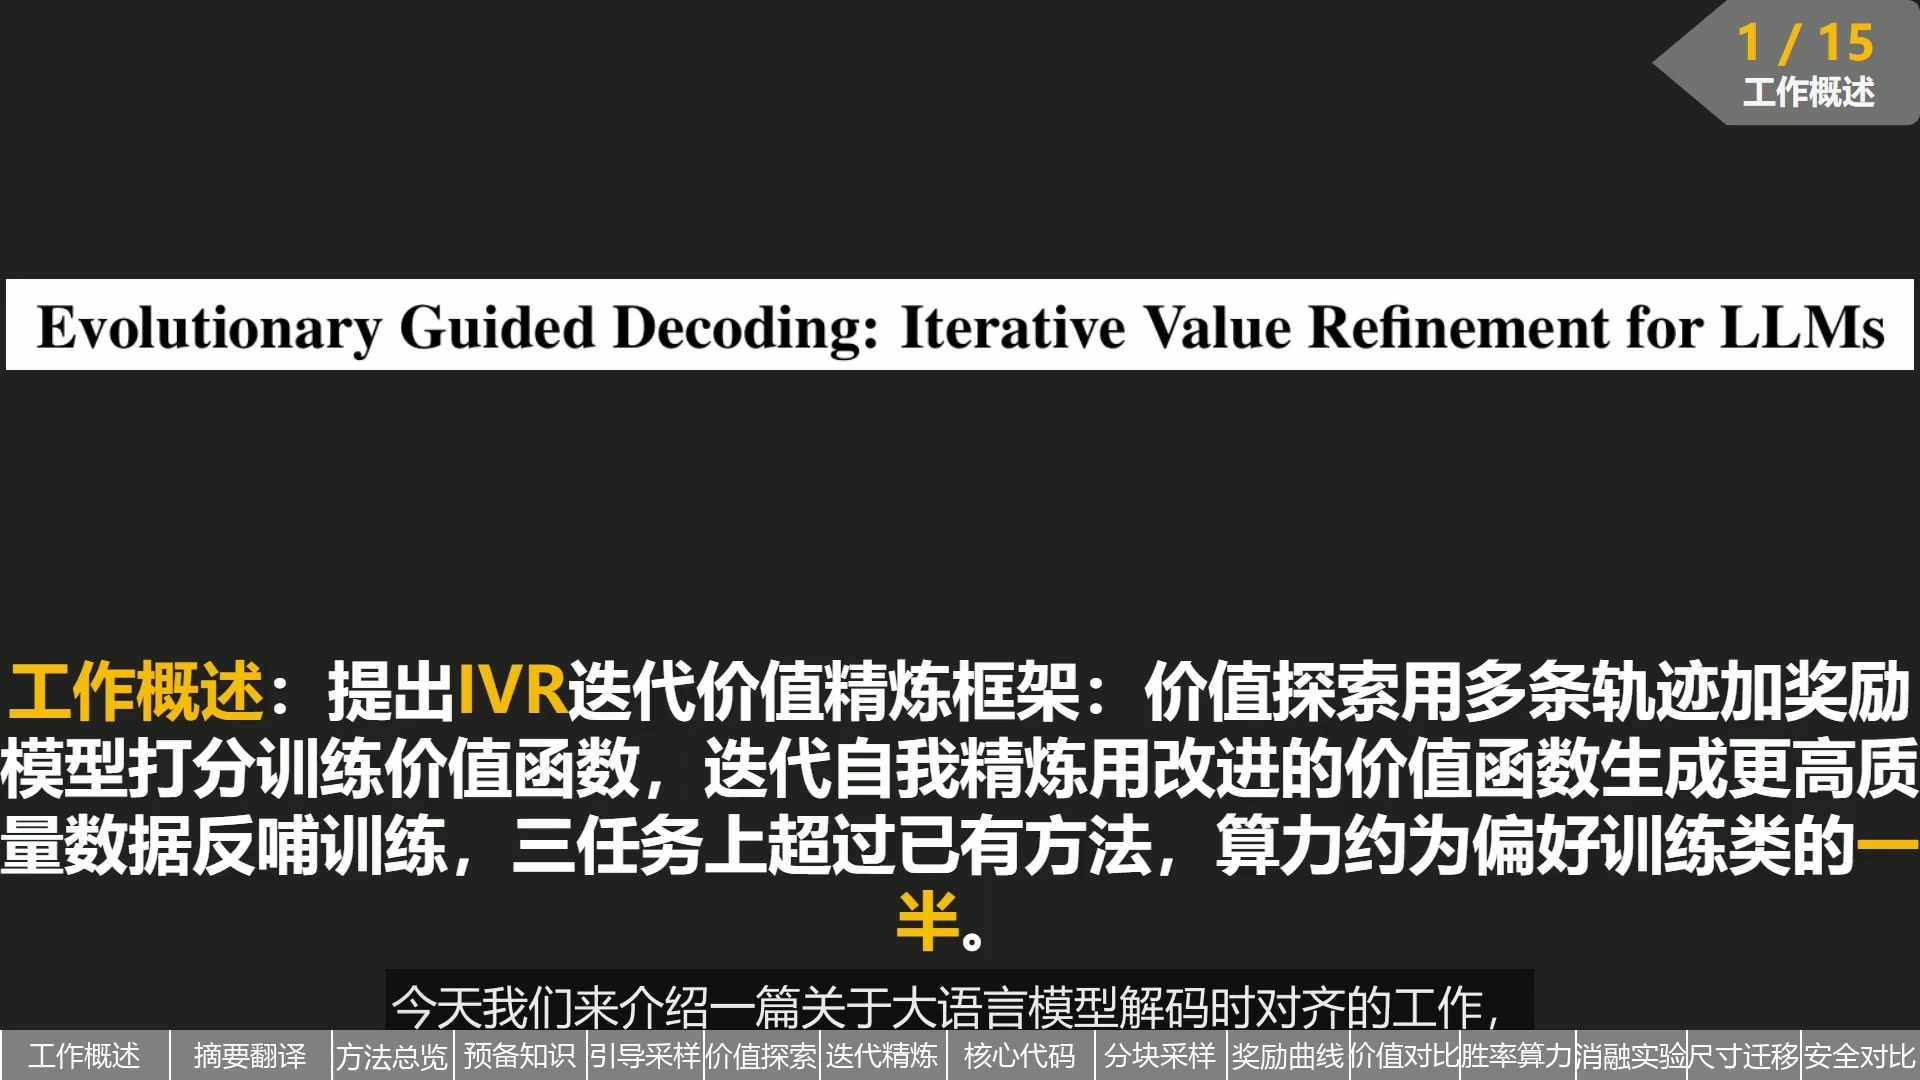 1 / 15
工作概述
Evolutionary Guided Decoding: Iterative Value Refinement for LLMs
工作概述：提出IVR迭代价值精炼框架：价值探索用多条轨迹加奖励
模型打分训练价值函数，迭代自我精炼用改进的价值函数生成更高质
量数据反哺训练，三任务上超过已有方法，算力约为偏好训练类的一
半。
今天我们来介绍一篇关于大语言模型解码时对齐的工作，
工作概述 摘要翻译 方法总览 预备知识 引导采样 价值探索 迭代精炼 核心代码 分块采样 奖励曲线 价值对比 胜率算力 消融实验 尺寸迁移 安全对比